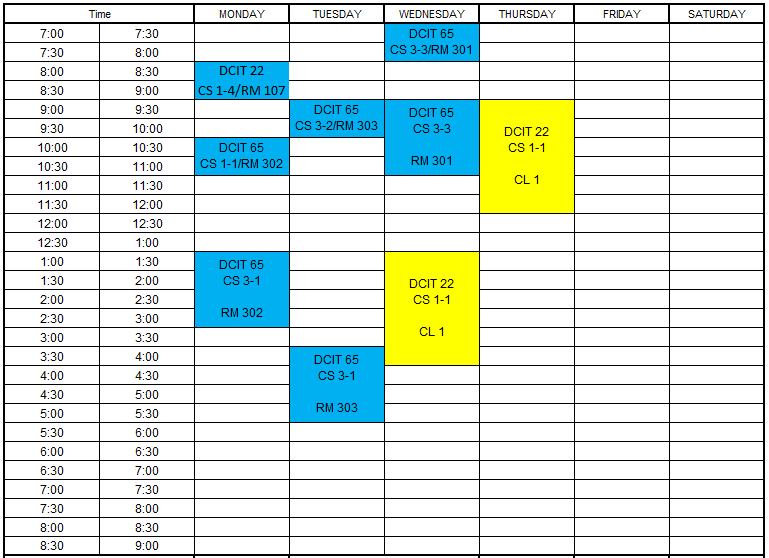 Time MONDAY TUESDAY WEDNESDAY THURSDAY FRIDAY SATURDAY
7:00 7:30 DCIT 65
7:30 8:00 CS 3-3/RM 301
8:00 8:30 DCIT 22
8:30 9:00 CS 1-4/RM 107
9:00 9:30 DCIT 65 DCIT 65
9:30 10:00 CS 3-2/RM 303 CS 3-3 DCIT 22
10:00 10:30 DCIT 65 CS 1-1
10:30 11:00 CS 1-1/RM 302 RM 301
11:00 11:30 CL 1
11:30 12:00
12:00 12:30
12:30 1:00
1:00 1:30 DCIT 65
1:30 2:00 CS 3-1 DCIT 22
2:00 2:30 CS 1-1
2:30 3:00 RM 302
3:00 3:30 CL 1
3:30 4:00 DCIT 65
4:00 4:30 CS 3-1
4:30 5:00
5:00 5:30 RM 303
5:30 6:00
6:00 6:30
6:30 7:00
7:00 7:30
7:30 8:00
8:00 8:30
8:30 9:00